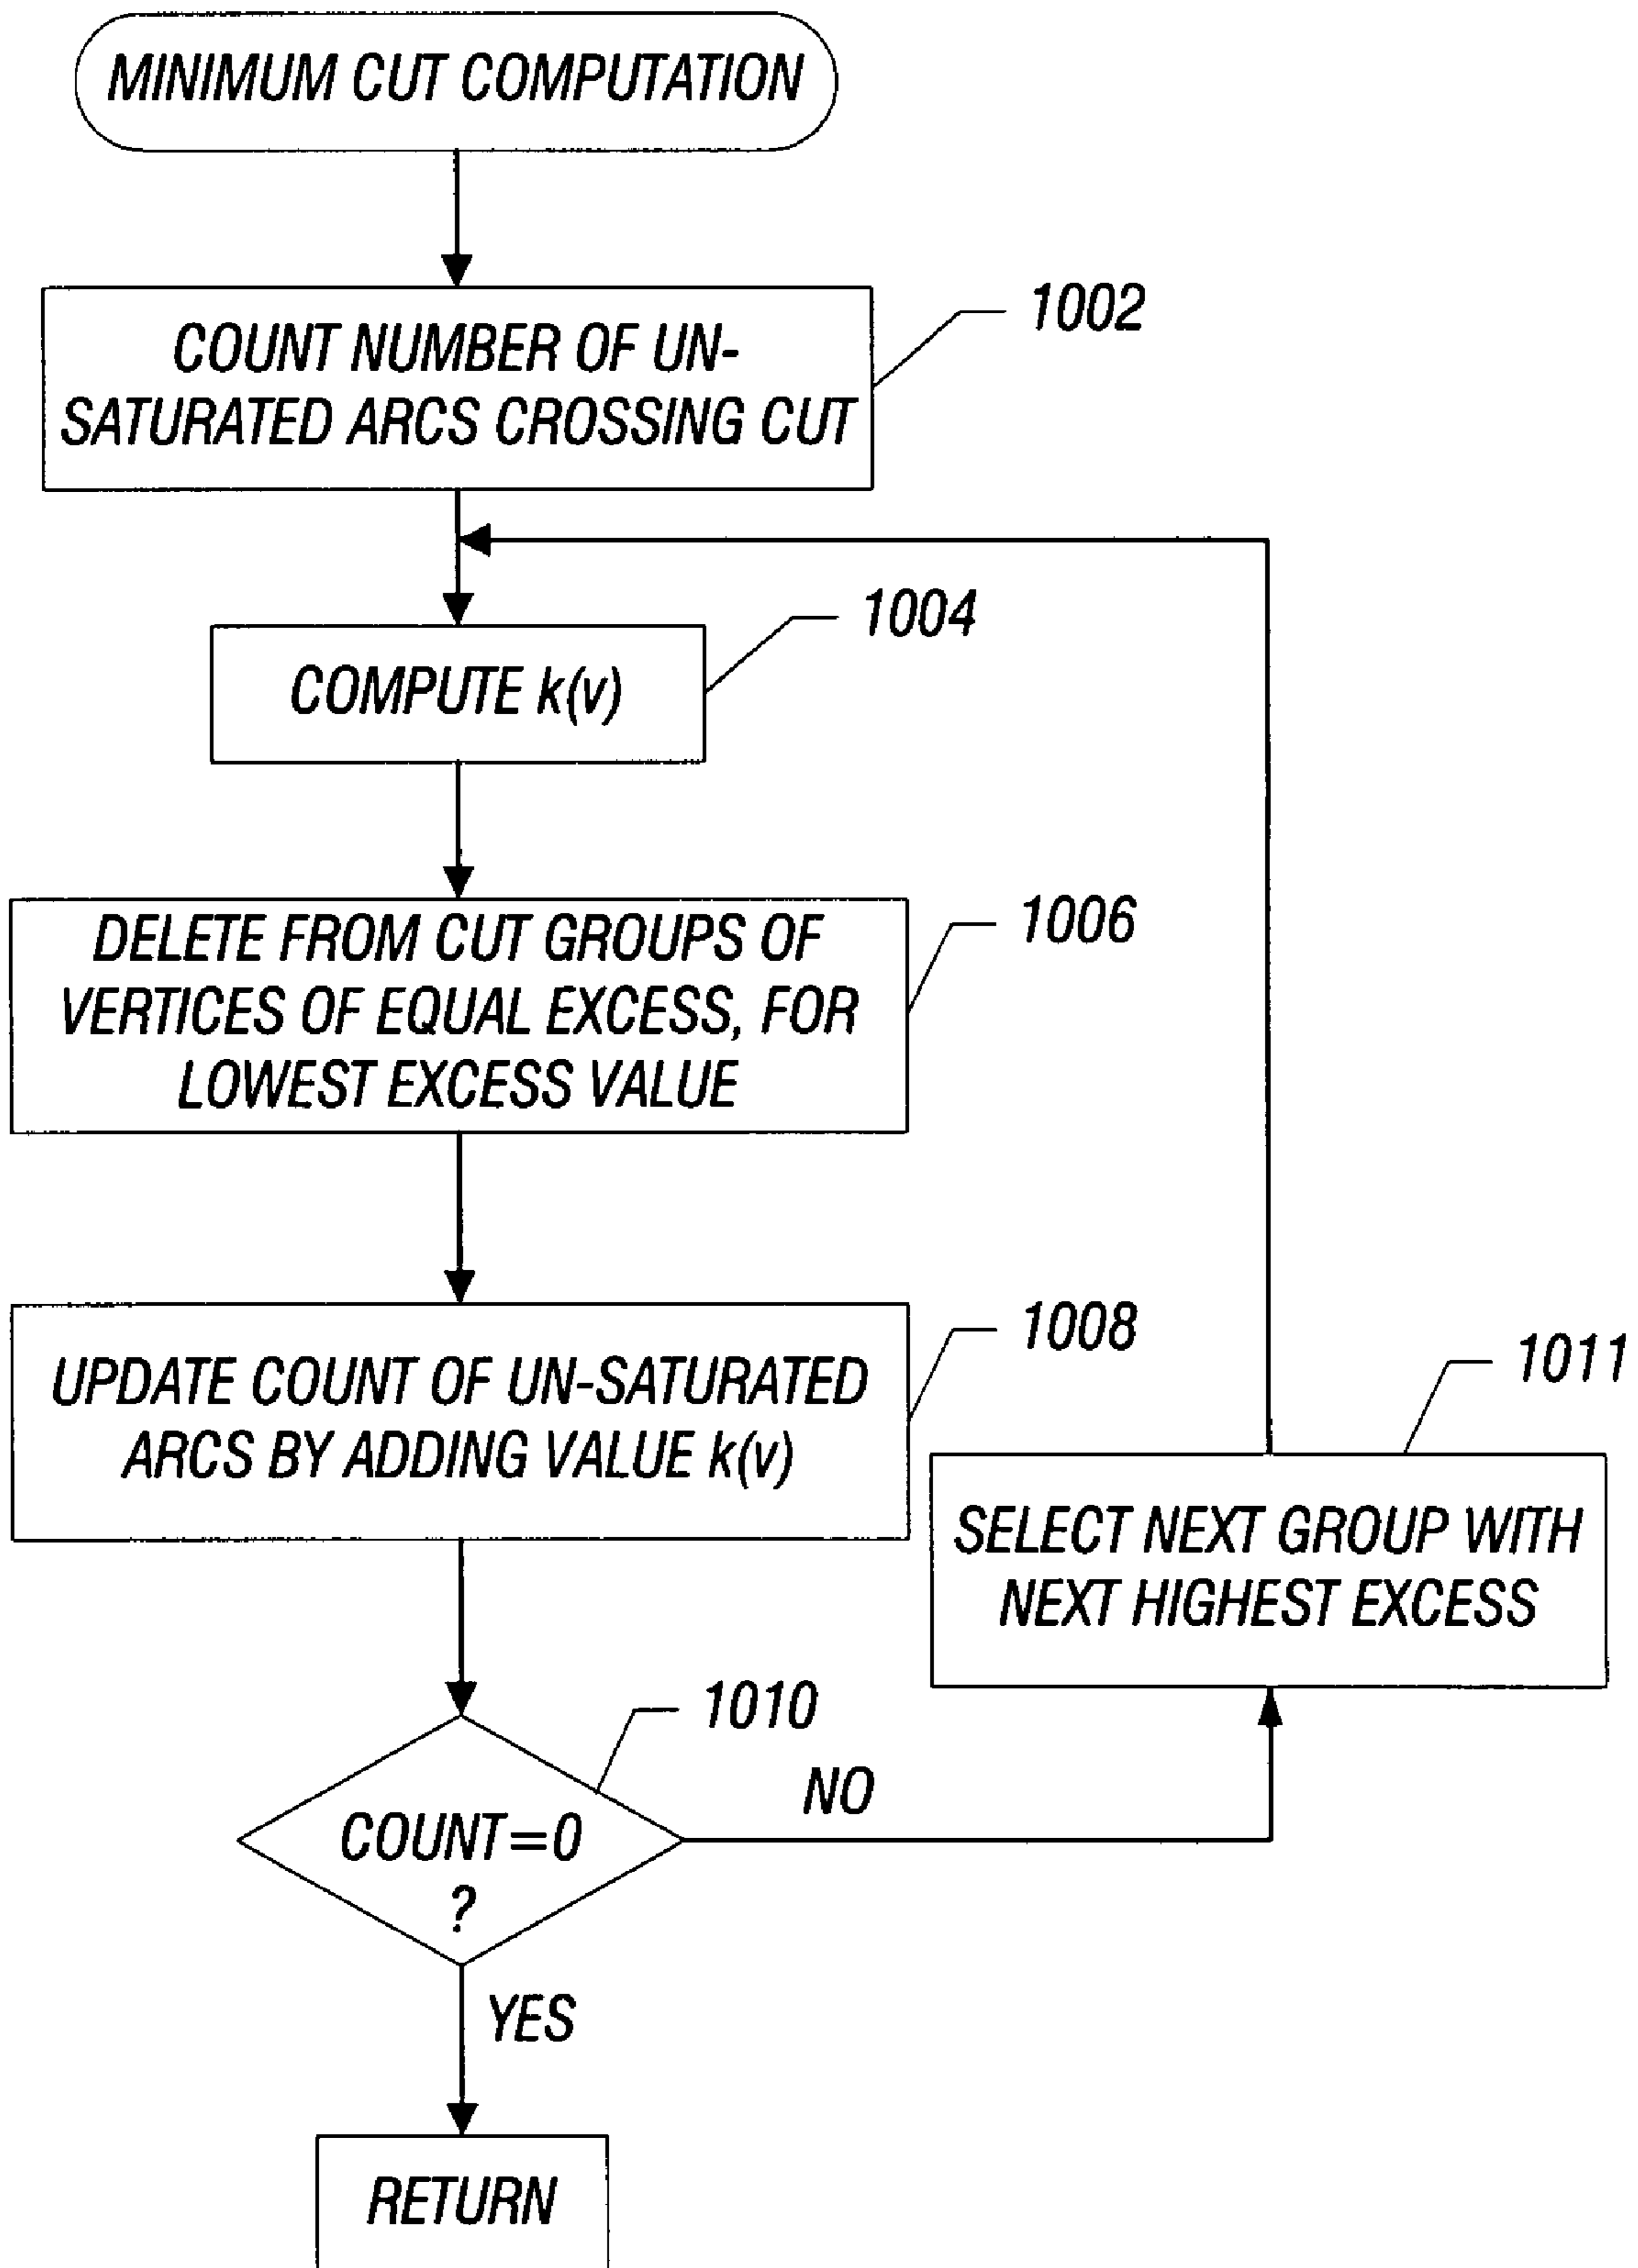 MINIMUM CUT COMPUTATION
COUNT NUMBER OF UN-
SATURATED ARCS CROSSING CUT
1002
COMPUTE k(v)
1004
DELETE FROM CUT GROUPS OF
VERTICES OF EQUAL EXCESS, FOR
LOWEST EXCESS VALUE
1006
UPDATE COUNT OF UN-SATURATED
ARCS BY ADDING VALUE k(v)
1008
SELECT NEXT GROUP WITH
NEXT HIGHEST EXCESS
1011
COUNT=0
?
1010
NO
YES
RETURN